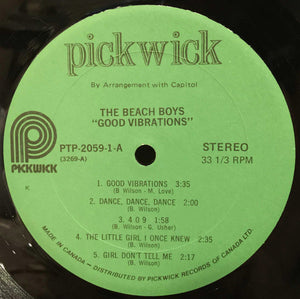 pickwick
By Arrangement with Capitol
THE BEACH BOYS
"GOOD VIBRATIONS"
PICKWICK
PTP-2059-1-A
(3269-A)
STEREO
33 1/3 RPM
K
1. GOOD VIBRATIONS 3:35
(B. Wilson - M. Love)
2. DANCE, DANCE, DANCE 2:00
(B. Wilson)
3. 4 0 9 1:58
(B. Wilson - G. Usher)
4. THE LITTLE GIRL I ONCE KNEW 2:35
(B. Wilson)
5. GIRL DON'T TELL ME 2:17
(B. Wilson)
MADE IN CANADA — DISTRIBUTED BY PICKWICK RECORDS OF CANADA LTD.